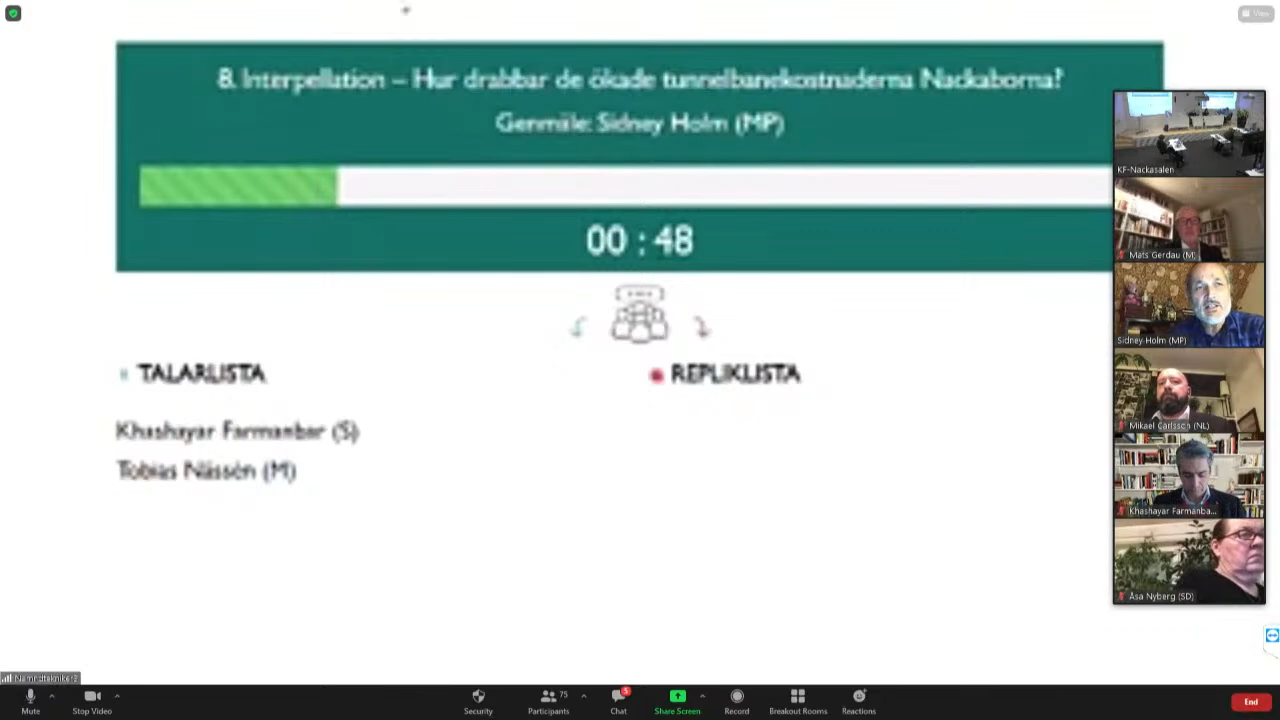 View
8. Interpellation – Hur drabbar de ökade tunnelbanekostnaderna Nackaborna?
Genmäle: Sidney Holm (MP)
00 : 48
TALARLISTA
REPLIKLISTA
Khashayar Farmanbar (S)
Tobias Nässén (M)
KF-Nackasalen
Mats Gerdau (M)
Sidney Holm (MP)
Mikael Carlsson (NL)
Khashayar Farmanba...
Åsa Nyberg (SD)
Mute
Stop Video
Security
Participants
75
Chat
5
Share Screen
Record
Breakout Rooms
Reactions
End